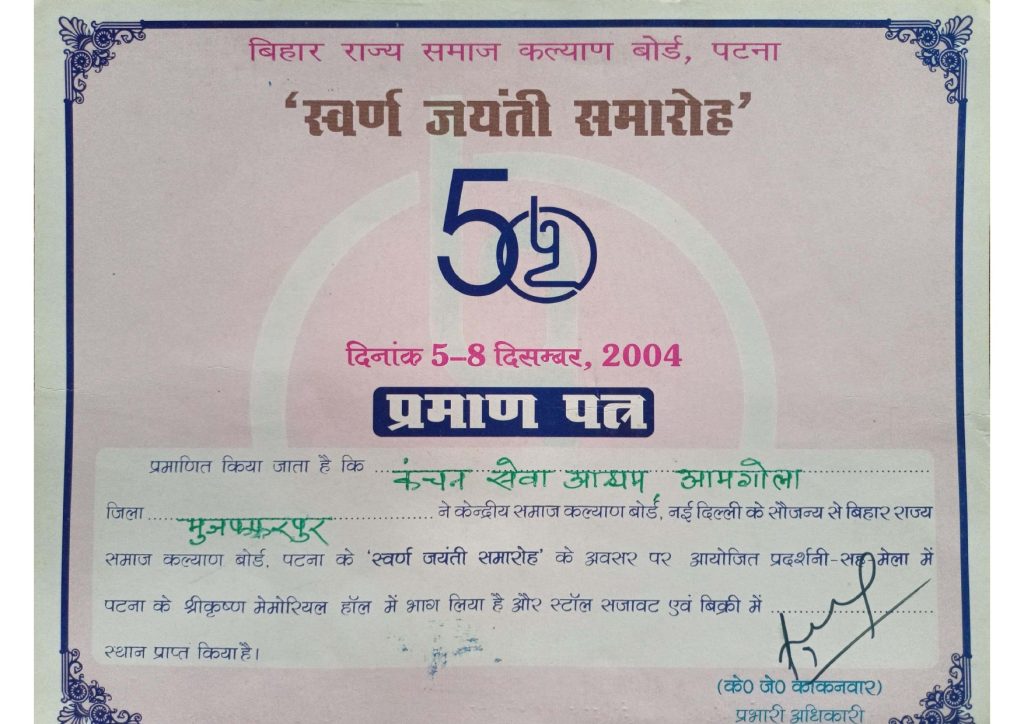 बिहार राज्य समाज कल्याण बोर्ड, पटना
‘स्वर्ण जयंती समारोह’
50
दिनांक 5–8 दिसम्बर, 2004
प्रमाण पत्र
प्रमाणित किया जाता है कि कंचन सेवा आश्रम, आमगोला
जिला मुजफ्फरपुर ने केन्द्रीय समाज कल्याण बोर्ड, नई दिल्ली के सौजन्य से बिहार राज्य
समाज कल्याण बोर्ड, पटना के ‘स्वर्ण जयंती समारोह’ के अवसर पर आयोजित प्रदर्शनी-सह-मेला में
पटना के श्रीकृष्ण मेमोरियल हॉल में भाग लिया है और स्टॉल सजावट एवं बिक्री में
स्थान प्राप्त किया है।
(के0 जे0 काकनवार)
प्रभारी अधिकारी